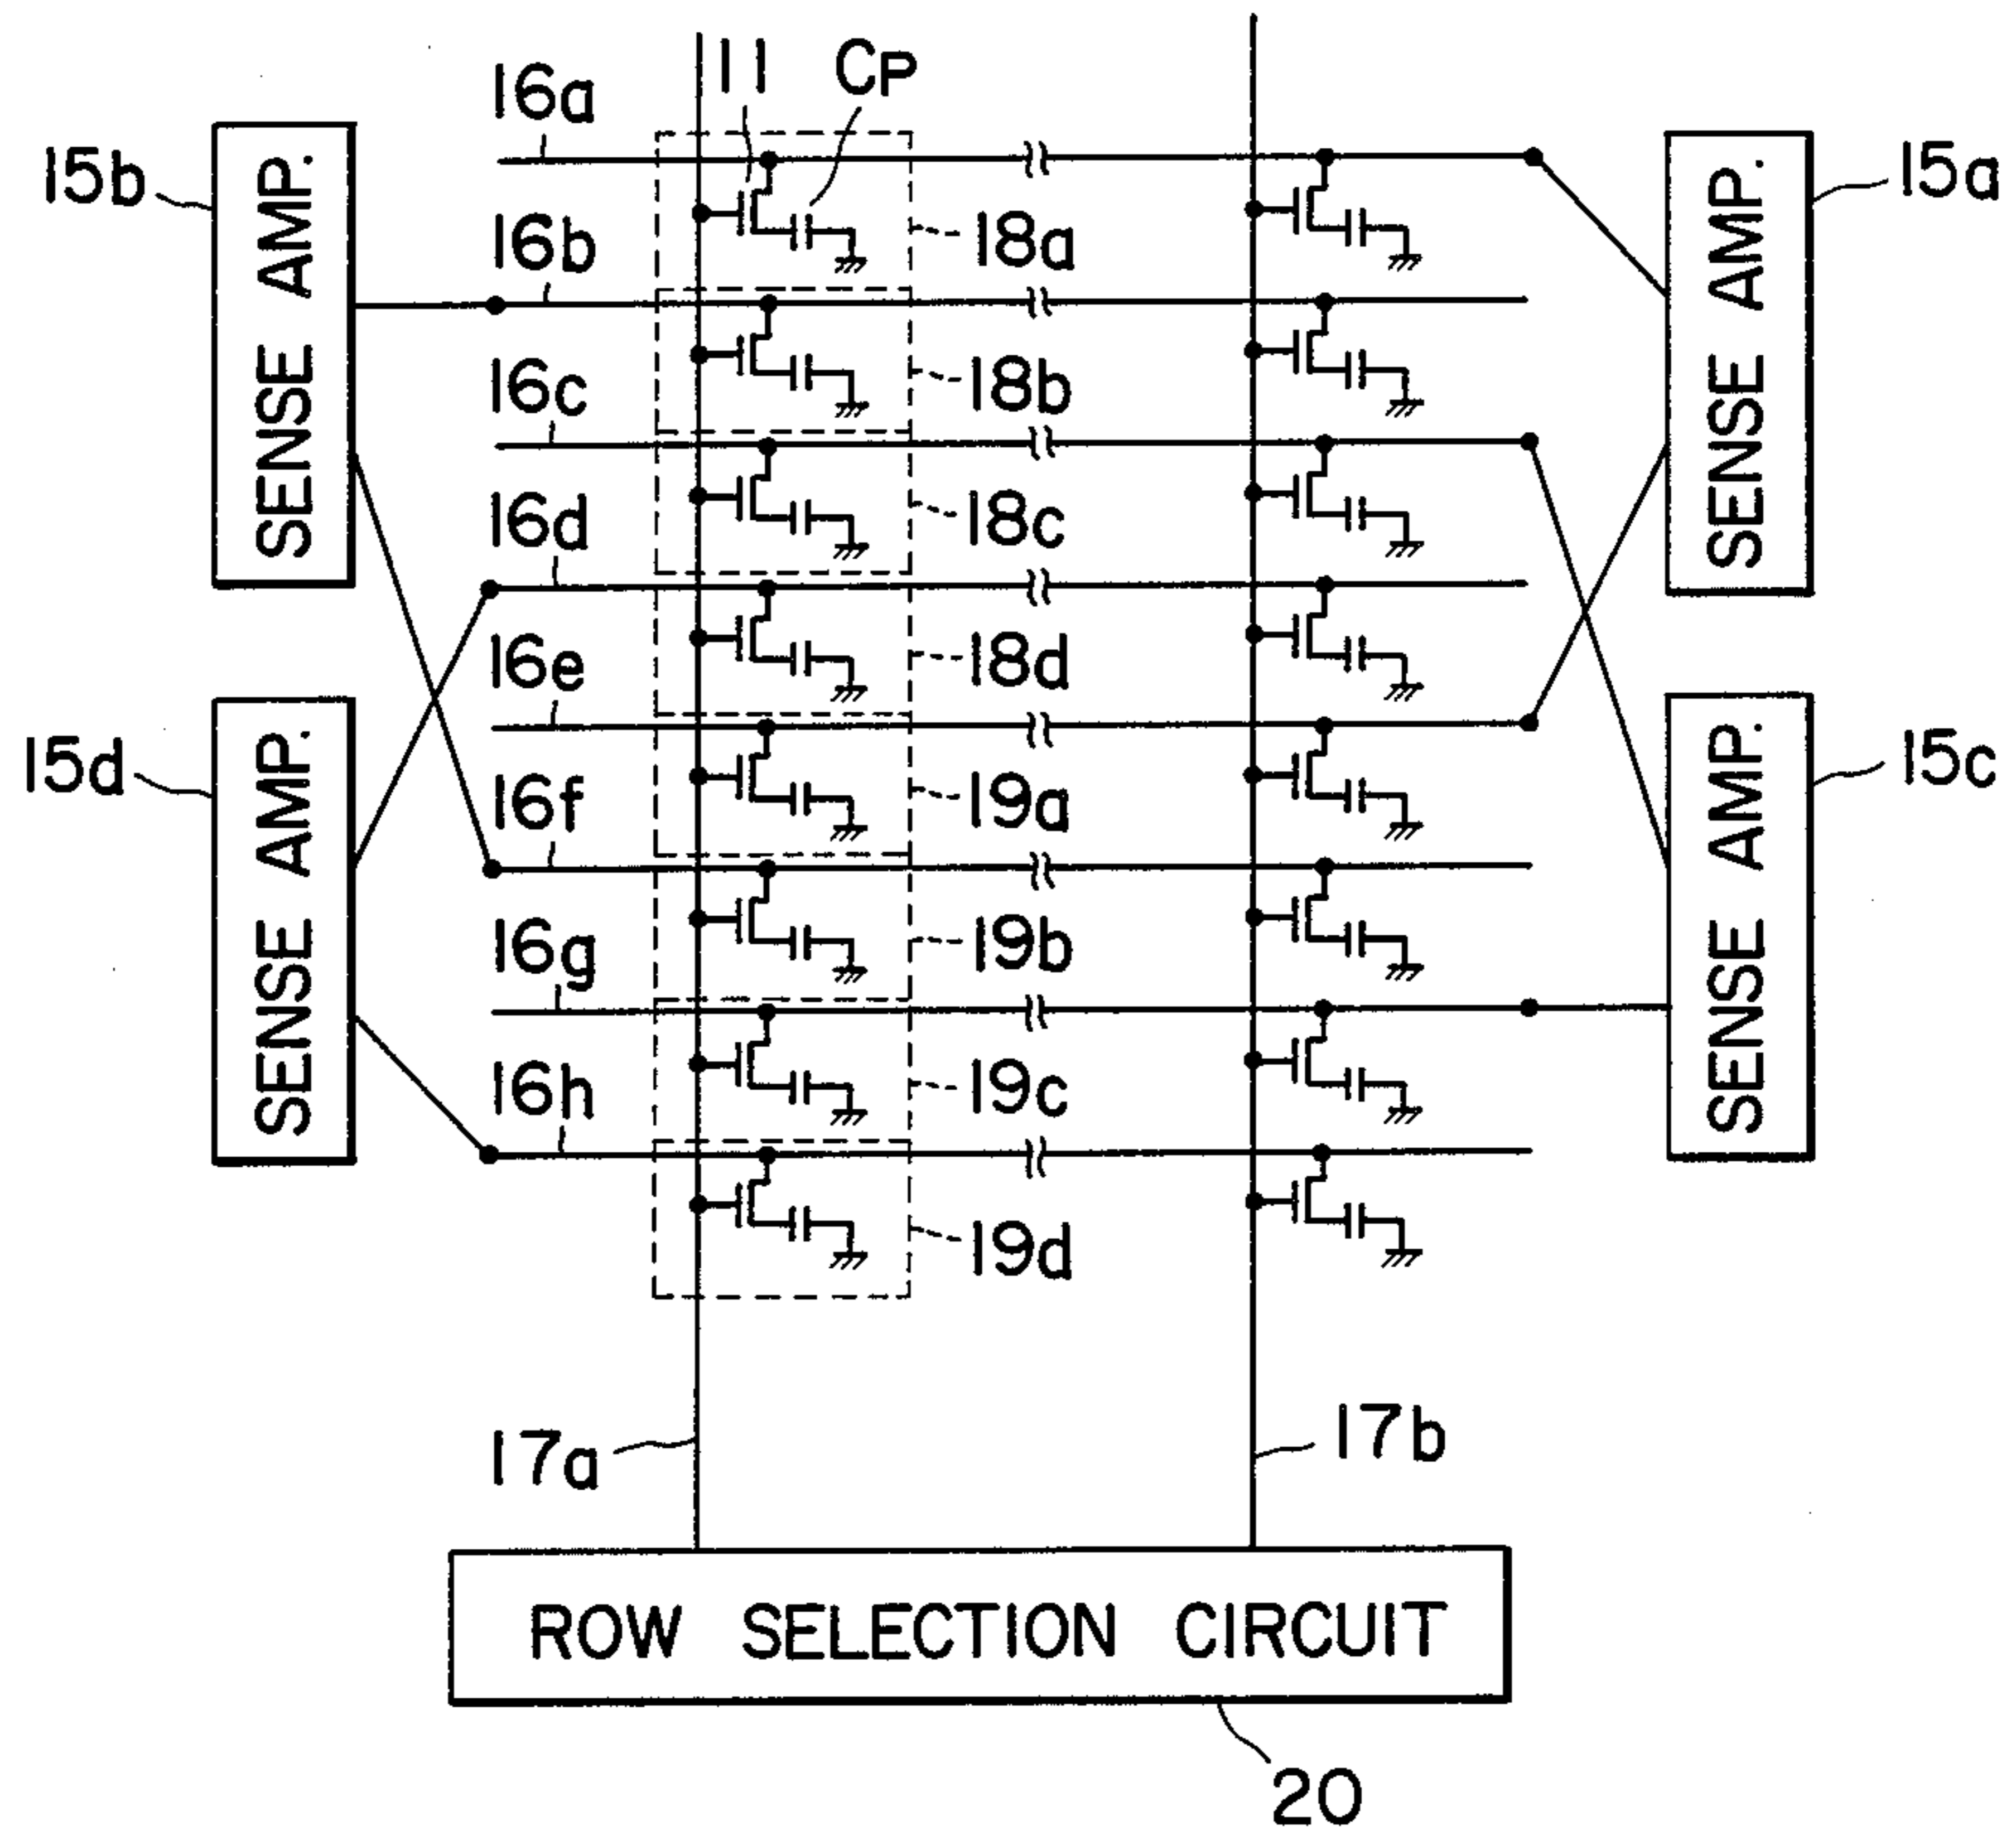 11
CP
16a
15b
SENSE AMP.
15a
SENSE AMP.
16b
18a
16c
18b
16d
18c
16e
18d
15d
SENSE AMP.
15c
SENSE AMP.
16f
19a
16g
19b
16h
19c
19d
17a
17b
ROW SELECTION CIRCUIT
20